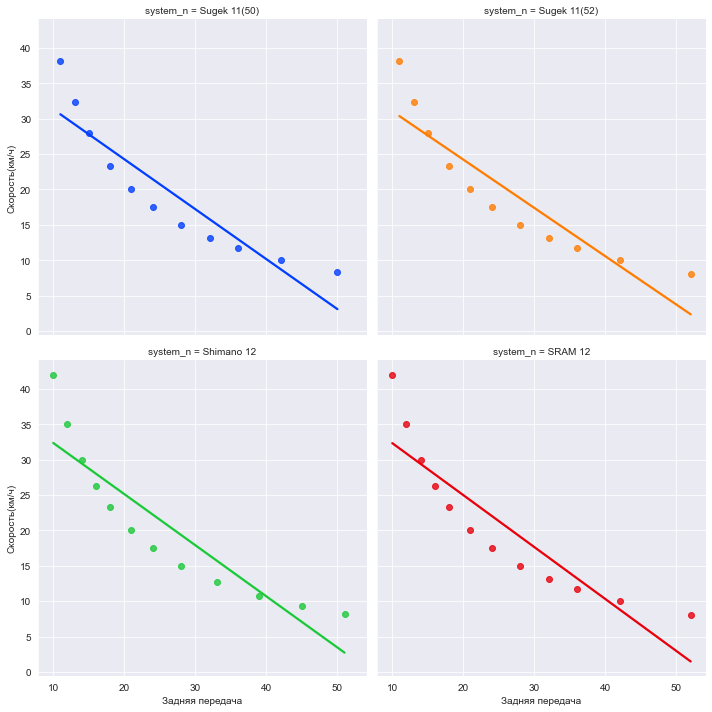 system_n = Sugek 11(50)
system_n = Sugek 11(52)
40
35
30
25
20
15
10
5
0
Скорость(км/ч)
system_n = Shimano 12
system_n = SRAM 12
40
35
30
25
20
15
10
5
0
Скорость(км/ч)
10 20 30 40 50
10 20 30 40 50
Задняя передача
Задняя передача